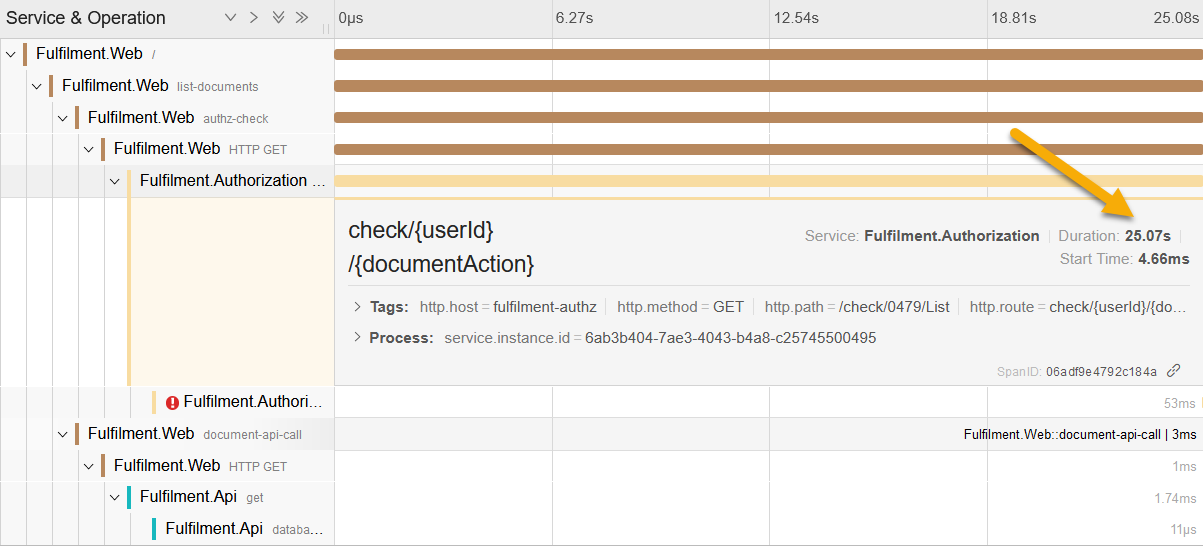 Service & Operation 0μs 6.27s 12.54s 18.81s 25.08s
Fulfilment.Web /
Fulfilment.Web list-documents
Fulfilment.Web authz-check
Fulfilment.Web HTTP GET
Fulfilment.Authorization ...
check/{userId}
/{documentAction}
Service: Fulfilment.Authorization Duration: 25.07s
Start Time: 4.66ms
Tags: http.host = fulfilment-authz http.method = GET http.path = /check/0479/List http.route = check/{userId}/{do...
Process: service.instance.id = 6ab3b404-7ae3-4043-b4a8-c25745500495
SpanID: 06adf9e4792c184a
Fulfilment.Authori... 53ms
Fulfilment.Web document-api-call Fulfilment.Web::document-api-call | 3ms
Fulfilment.Web HTTP GET 1ms
Fulfilment.Api get 1.74ms
Fulfilment.Api databa... 11μs